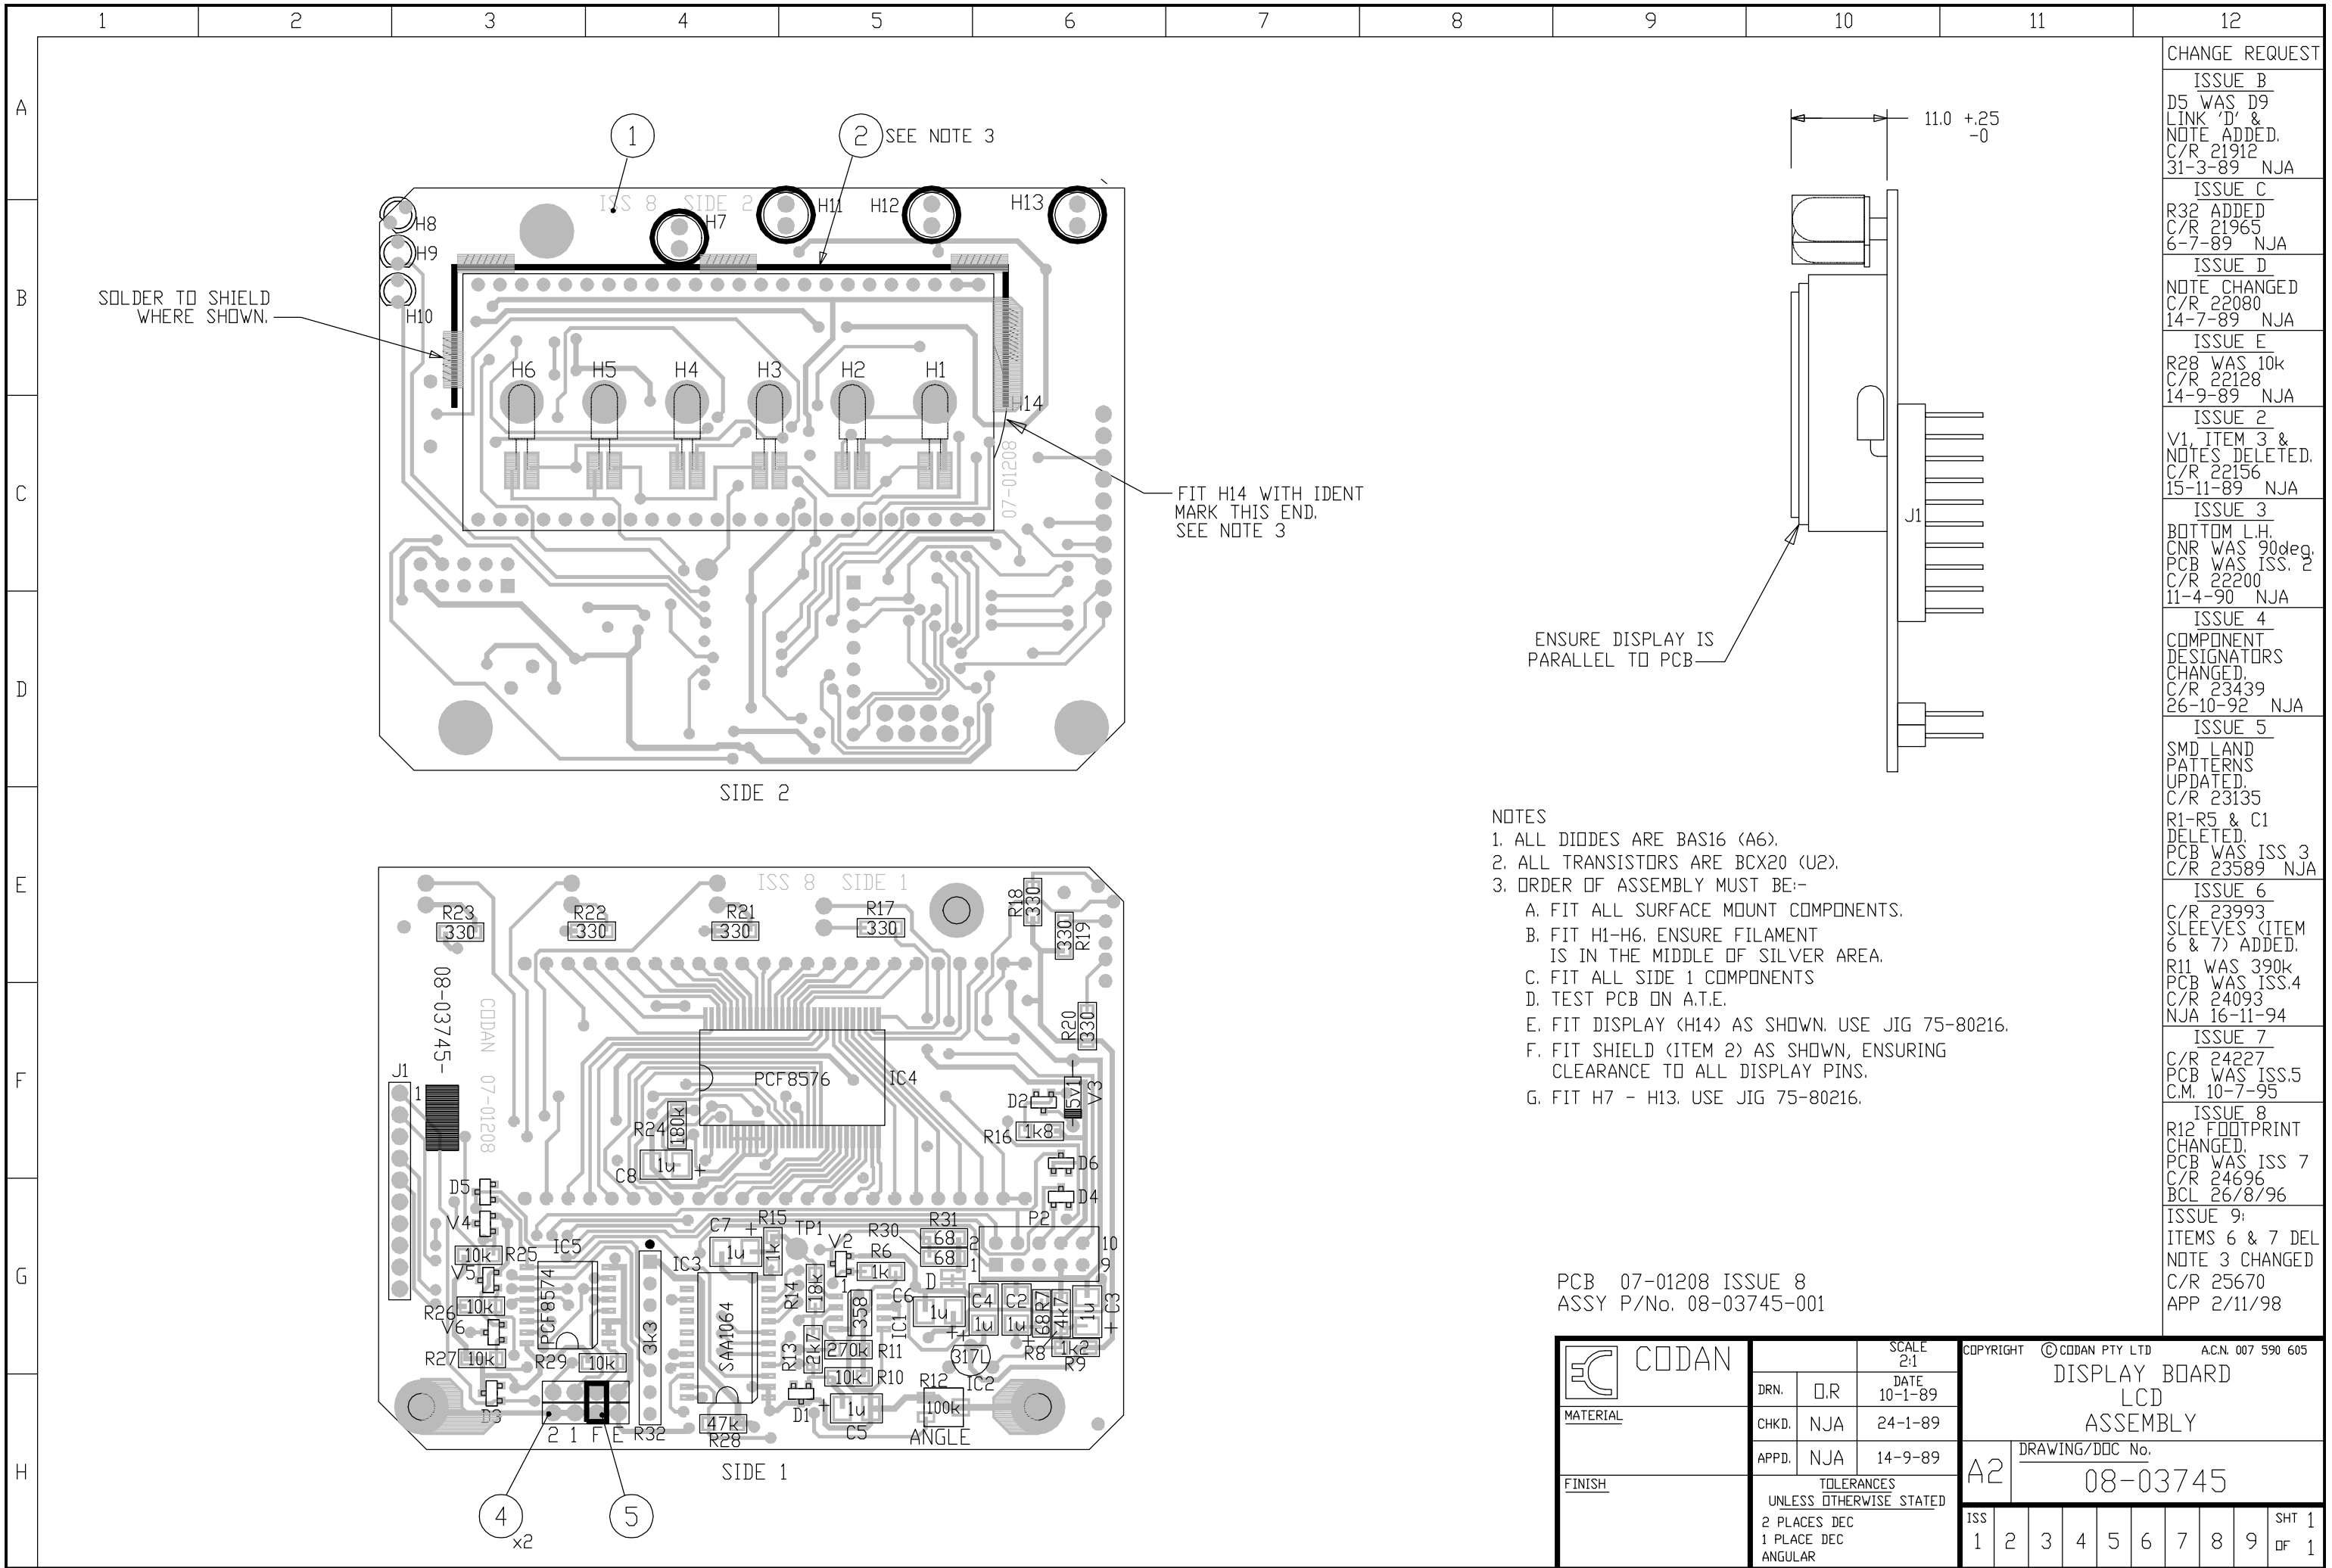 1 2 3 4 5 6 7 8 9 10 11 12
A
B
C
D
E
F
G
H
1
2 SEE NOTE 3
ISS 8 SIDE 2
H7
H11
H12
H13
H8
H9
H10
SOLDER TO SHIELD
WHERE SHOWN.
H6 H5 H4 H3 H2 H1
H14
07-01208
FIT H14 WITH IDENT
MARK THIS END.
SEE NOTE 3
SIDE 2
11.0 +.25
-0
J1
ENSURE DISPLAY IS
PARALLEL TO PCB
NOTES
1. ALL DIODES ARE BAS16 (A6).
2. ALL TRANSISTORS ARE BCX20 (U2).
3. ORDER OF ASSEMBLY MUST BE:-
A. FIT ALL SURFACE MOUNT COMPONENTS.
B. FIT H1-H6. ENSURE FILAMENT
IS IN THE MIDDLE OF SILVER AREA.
C. FIT ALL SIDE 1 COMPONENTS
D. TEST PCB ON A.T.E.
E. FIT DISPLAY (H14) AS SHOWN. USE JIG 75-80216.
F. FIT SHIELD (ITEM 2) AS SHOWN, ENSURING
CLEARANCE TO ALL DISPLAY PINS.
G. FIT H7 - H13. USE JIG 75-80216.
ISS 8 SIDE 1
R23
330
R22
330
R21
330
R17
330
R18
330
330
R19
R20
330
08-03745-
CODAN 07-01208
J1
1
PCF8576
IC4
R24
180k
C8
1u
+
D2
5V1
V3
R16
1k8
D6
D4
D5
V4
10k
R25
V5
R26
10k
V6
R27
10k
D3
IC5
PCF8574
R29
10k
3k3
R32
IC3
SAA1064
C7
+
1u
R15
1k
TP1
R14
18k
V2
1
R6
1k
358
IC1
R13
2k7
270k
R11
10k
R10
D1
+
1u
C5
47k
R28
R30
R31
68
68
2
1
P2
10
9
D
C6
1u
+
C4
1u
+
C2
1u
+
68R7
4k7
R8
1u
C3
+
1k2
R9
317L
IC2
R12
100k
ANGLE
2 1 F E
SIDE 1
4
x2
5
PCB 07-01208 ISSUE 8
ASSY P/No. 08-03745-001
CHANGE REQUEST
ISSUE B
D5 WAS D9
LINK 'D' &
NOTE ADDED.
C/R 21912
31-3-89 NJA
ISSUE C
R32 ADDED
C/R 21965
6-7-89 NJA
ISSUE D
NOTE CHANGED
C/R 22080
14-7-89 NJA
ISSUE E
R28 WAS 10k
C/R 22128
14-9-89 NJA
ISSUE 2
V1, ITEM 3 &
NOTES DELETED.
C/R 22156
15-11-89 NJA
ISSUE 3
BOTTOM L.H.
CNR WAS 90deg.
PCB WAS ISS. 2
C/R 22200
11-4-90 NJA
ISSUE 4
COMPONENT
DESIGNATORS
CHANGED.
C/R 23439
26-10-92 NJA
ISSUE 5
SMD LAND
PATTERNS
UPDATED.
C/R 23135
R1-R5 & C1
DELETED.
PCB WAS ISS 3
C/R 23589 NJA
ISSUE 6
C/R 23993
SLEEVES (ITEM
6 & 7) ADDED.
R11 WAS 390k
PCB WAS ISS.4
C/R 24093
NJA 16-11-94
ISSUE 7
C/R 24227
PCB WAS ISS.5
C.M. 10-7-95
ISSUE 8
R12 FOOTPRINT
CHANGED.
PCB WAS ISS 7
C/R 24696
BCL 26/8/96
ISSUE 9:
ITEMS 6 & 7 DEL
NOTE 3 CHANGED
C/R 25670
APP 2/11/98
CODAN
MATERIAL
FINISH
SCALE
2:1
DRN. O.R DATE
10-1-89
CHKD. NJA 24-1-89
APPD. NJA 14-9-89
TOLERANCES
UNLESS OTHERWISE STATED
2 PLACES DEC
1 PLACE DEC
ANGULAR
COPYRIGHT © CODAN PTY LTD A.C.N. 007 590 605
DISPLAY BOARD
LCD
ASSEMBLY
A2
DRAWING/DOC No.
08-03745
ISS
1 2 3 4 5 6 7 8 9
SHT 1
OF 1